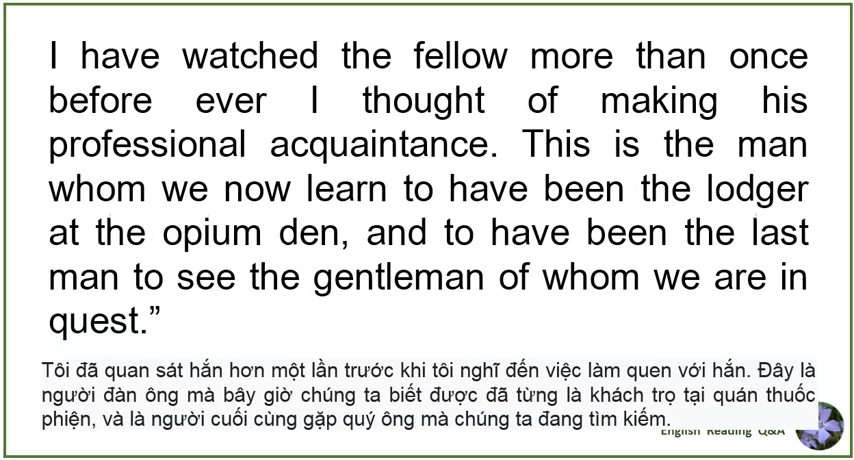 I have watched the fellow more than once
before ever I thought of making his
professional acquaintance. This is the man
whom we now learn to have been the lodger
at the opium den, and to have been the last
man to see the gentleman of whom we are in
quest.”
Tôi đã quan sát hắn hơn một lần trước khi tôi nghĩ đến việc làm quen với hắn. Đây là
người đàn ông mà bây giờ chúng ta biết được đã từng là khách trọ tại quán thuốc
phiện, và là người cuối cùng gặp quý ông mà chúng ta đang tìm kiếm.
English Reading Q&A